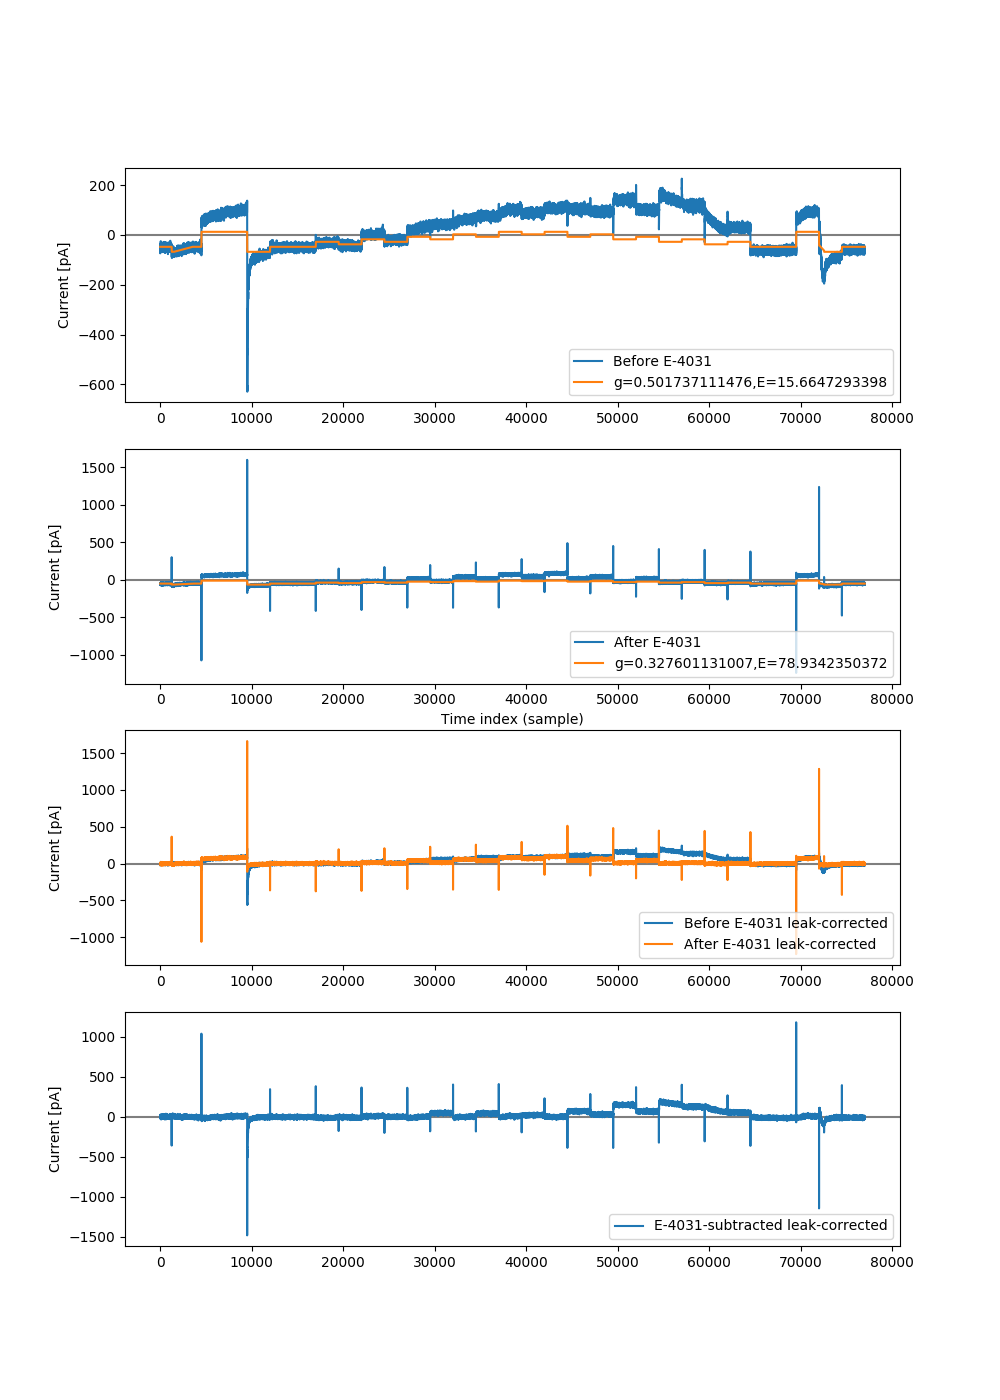 200
0
−200
−400
−600
Current [pA]
Before E-4031
g=0.501737111476,E=15.6647293398
0 10000 20000 30000 40000 50000 60000 70000 80000
1500
1000
500
0
−500
−1000
Current [pA]
After E-4031
g=0.327601131007,E=78.9342350372
0 10000 20000 30000 40000 50000 60000 70000 80000
Time index (sample)
1500
1000
500
0
−500
−1000
Current [pA]
Before E-4031 leak-corrected
After E-4031 leak-corrected
0 10000 20000 30000 40000 50000 60000 70000 80000
1000
500
0
−500
−1000
−1500
Current [pA]
E-4031-subtracted leak-corrected
0 10000 20000 30000 40000 50000 60000 70000 80000